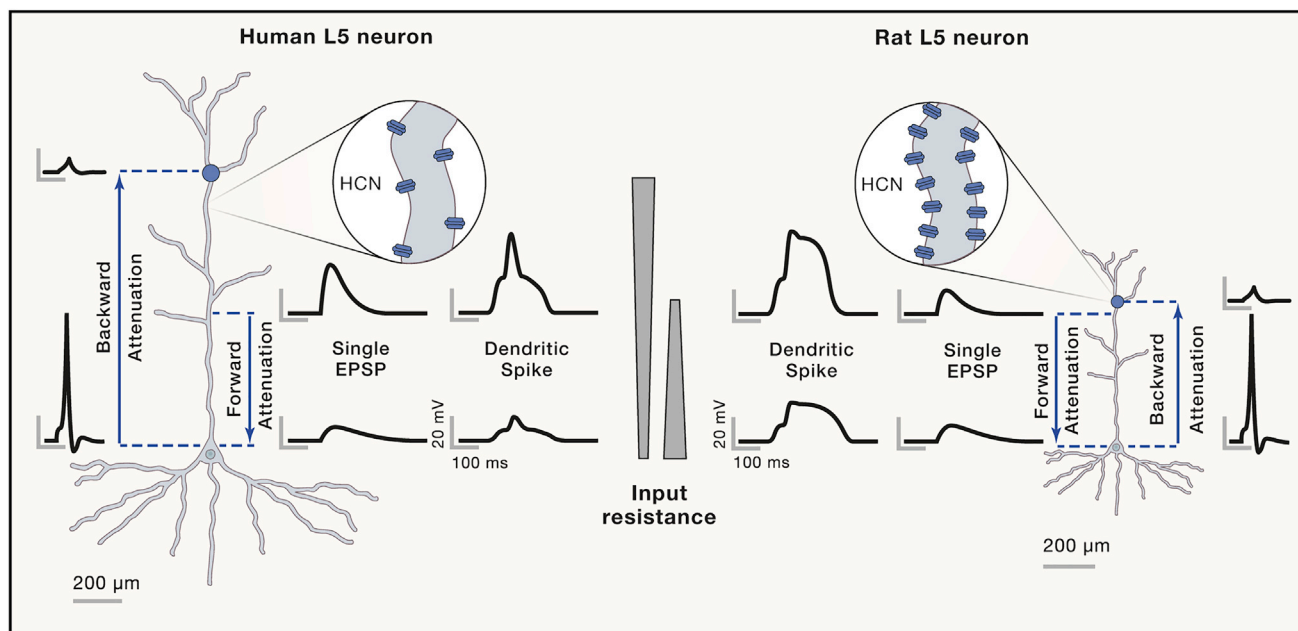 Human L5 neuron
Rat L5 neuron
HCN
HCN
Backward
Attenuation
Forward
Attenuation
Single
EPSP
Dendritic
Spike
20 mV
100 ms
200 µm
Input
resistance
Dendritic
Spike
Single
EPSP
20 mV
100 ms
Forward
Attenuation
Backward
Attenuation
200 µm